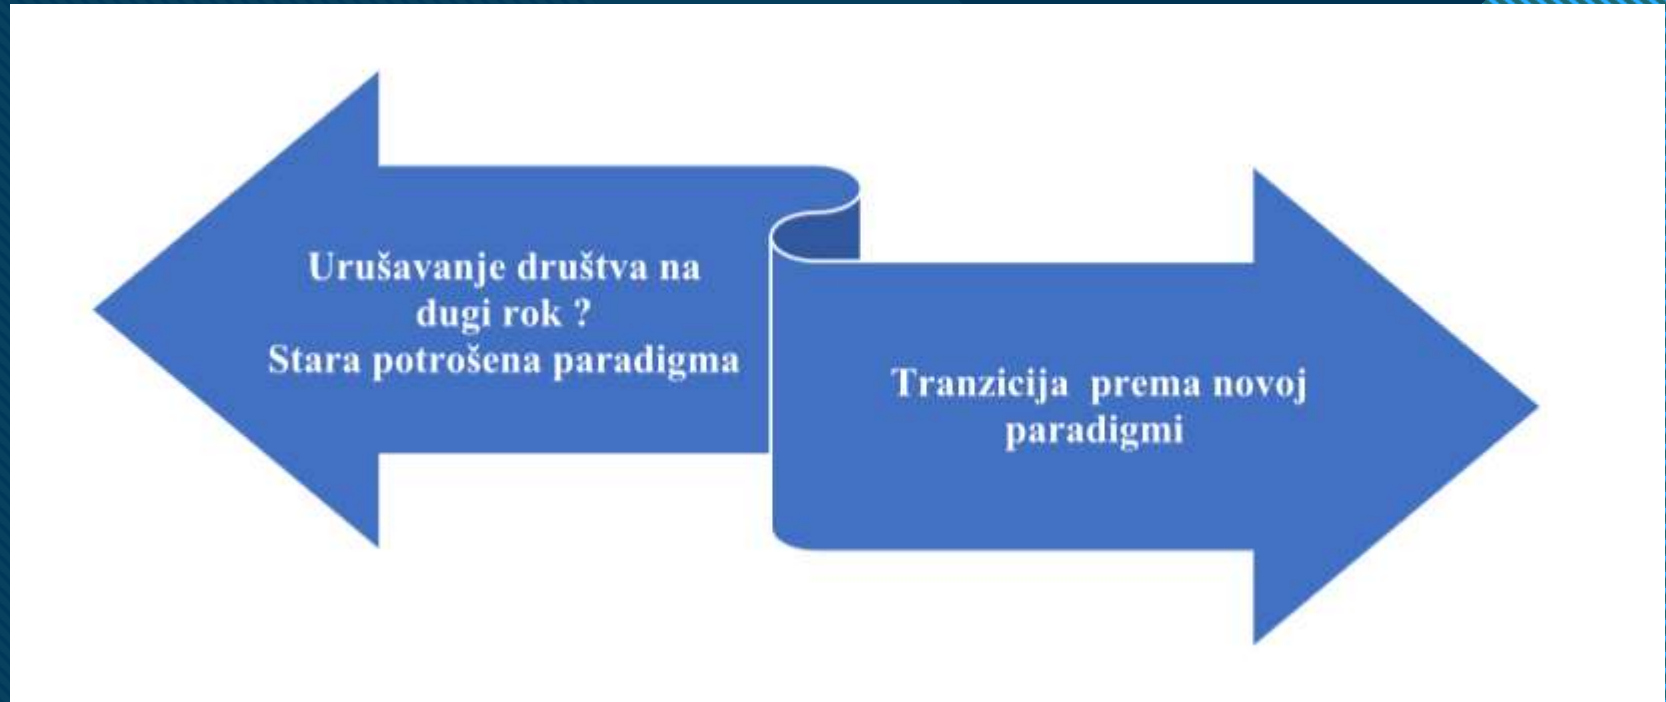 Urušavanje društva na
dugi rok ?
Stara potrošena paradigma
Tranzicija  prema novoj
paradigmi